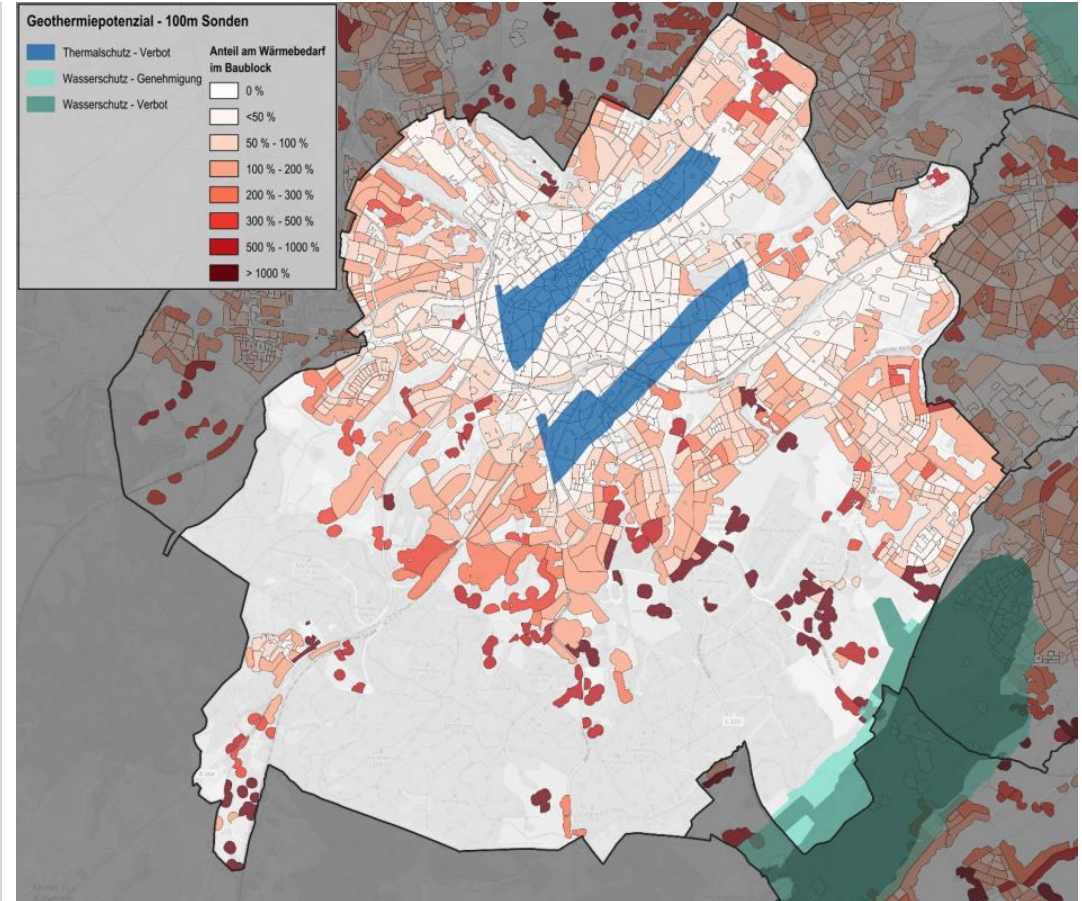 Geothermiepotenzial - 100m Sonden
Thermalschutz - Verbot
Wasserschutz - Genehmigung
Wasserschutz - Verbot
Anteil am Wärmebedarf
im Baublock
0 %
<50 %
50 % - 100 %
100 % - 200 %
200 % - 300 %
300 % - 500 %
500 % - 1000 %
> 1000 %